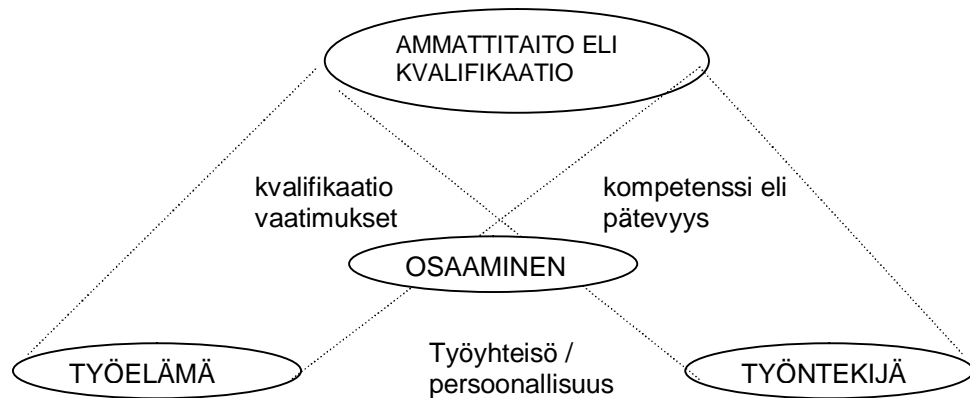 AMMATTITAITO ELI
KVALIFIKAATIO
kvalifikaatio
vaatimukset
kompetenssi eli
pätevyys
OSAAMINEN
TYÖELÄMÄ
Työyhteisö /
persoonallisuus
TYÖNTEKIJÄ